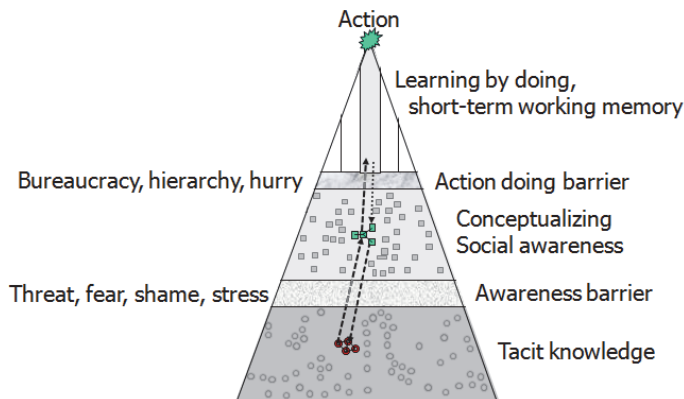 Action
Learning by doing,
short-term working memory
Bureaucracy, hierarchy, hurry
Action doing barrier
Conceptualizing
Social awareness
Threat, fear, shame, stress
Awareness barrier
Tacit knowledge